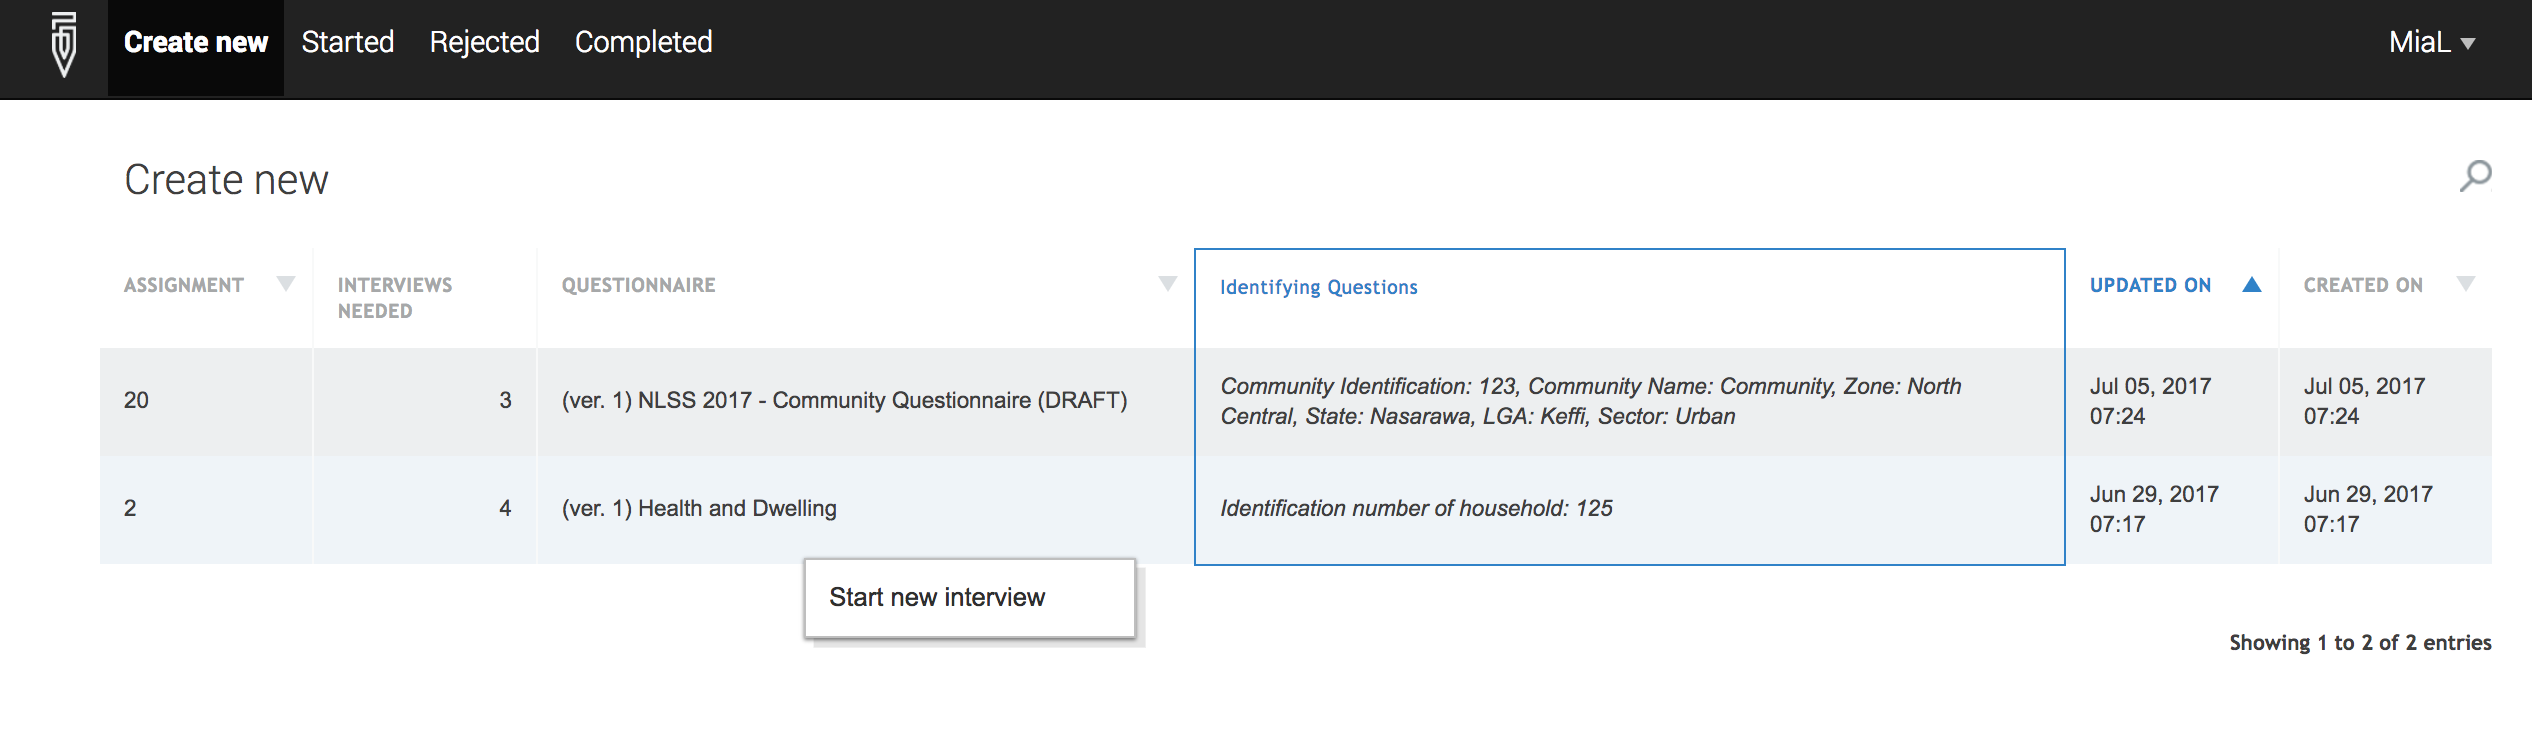 Create new Started Rejected Completed MiaL
Create new
ASSIGNMENT INTERVIEWS NEEDED QUESTIONNAIRE Identifying Questions UPDATED ON CREATED ON
20 3 (ver. 1) NLSS 2017 - Community Questionnaire (DRAFT) Community Identification: 123, Community Name: Community, Zone: North Central, State: Nasarawa, LGA: Keffi, Sector: Urban Jul 05, 2017 07:24 Jul 05, 2017 07:24
2 4 (ver. 1) Health and Dwelling Identification number of household: 125 Jun 29, 2017 07:17 Jun 29, 2017 07:17
Start new interview
Showing 1 to 2 of 2 entries